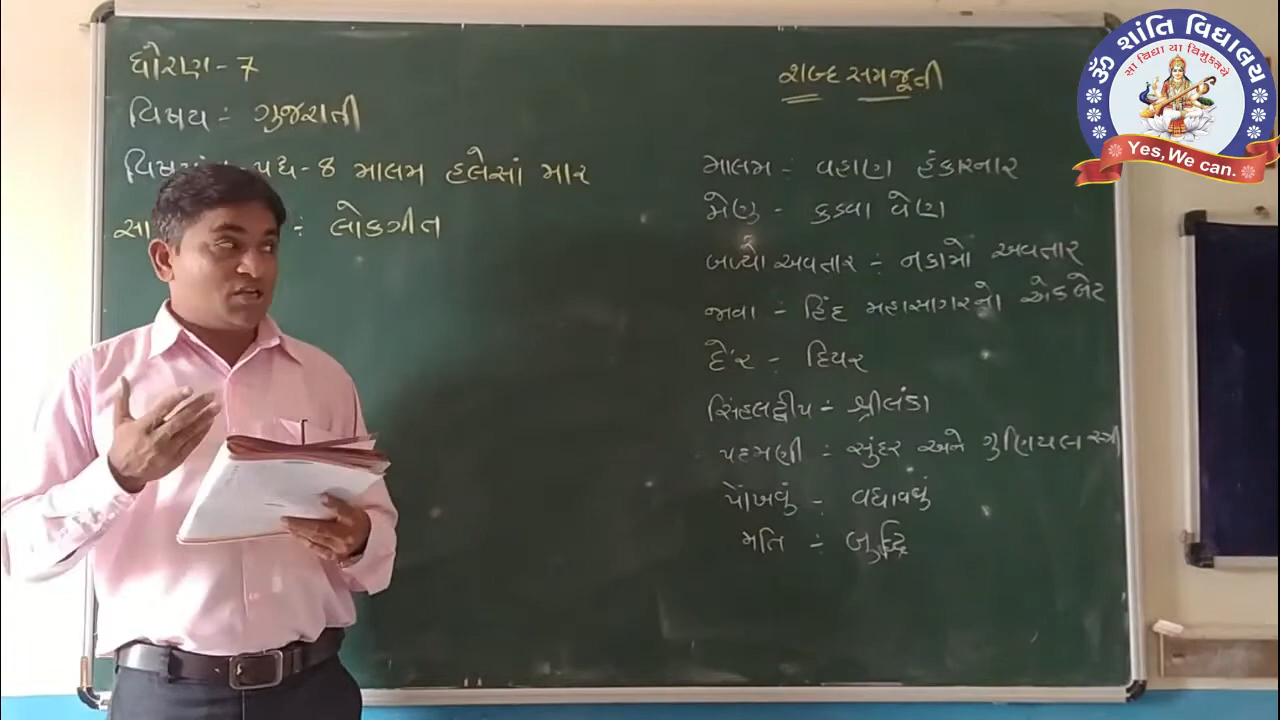 ધોરણ - 7
વિષય : ગુજરાતી
પદ્ય - 8 માલમ હલેસાં માર
સા : લોકગીત
શબ્દ સમજૂતી
માલમ : વહાણ હંકારનાર
મેણુ - કડવા વેણ
બળ્યો અવતાર : નકામો અવતાર
જાવા : હિંદ મહાસાગરનો એક બેટ
દેર : દિયર
સિંહલદ્વીપ : શ્રીલંકા
પદમણી : સુંદર અને ગુણિયલ સ્ત્રી
પોંખવું : વધાવવું
મતિ : બુદ્ધિ
ૐ શાંતિ વિદ્યાલય
સા વિદ્યા યા વિમુક્તયે
Yes, We can.